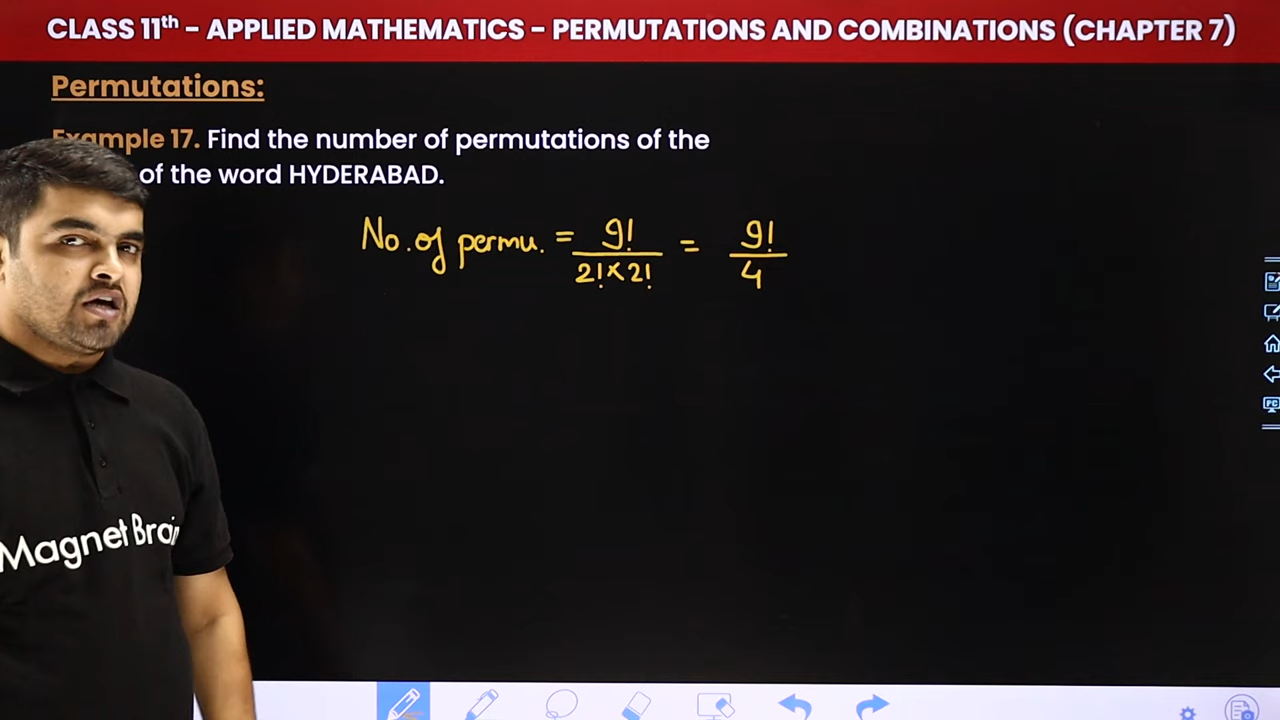 CLASS 11th - APPLIED MATHEMATICS - PERMUTATIONS AND COMBINATIONS (CHAPTER 7)
Permutations:
Example 17. Find the number of permutations of the
of the word HYDERABAD.
No. of permu. = 9! / 2! × 2! = 9! / 4
Magnet Brain